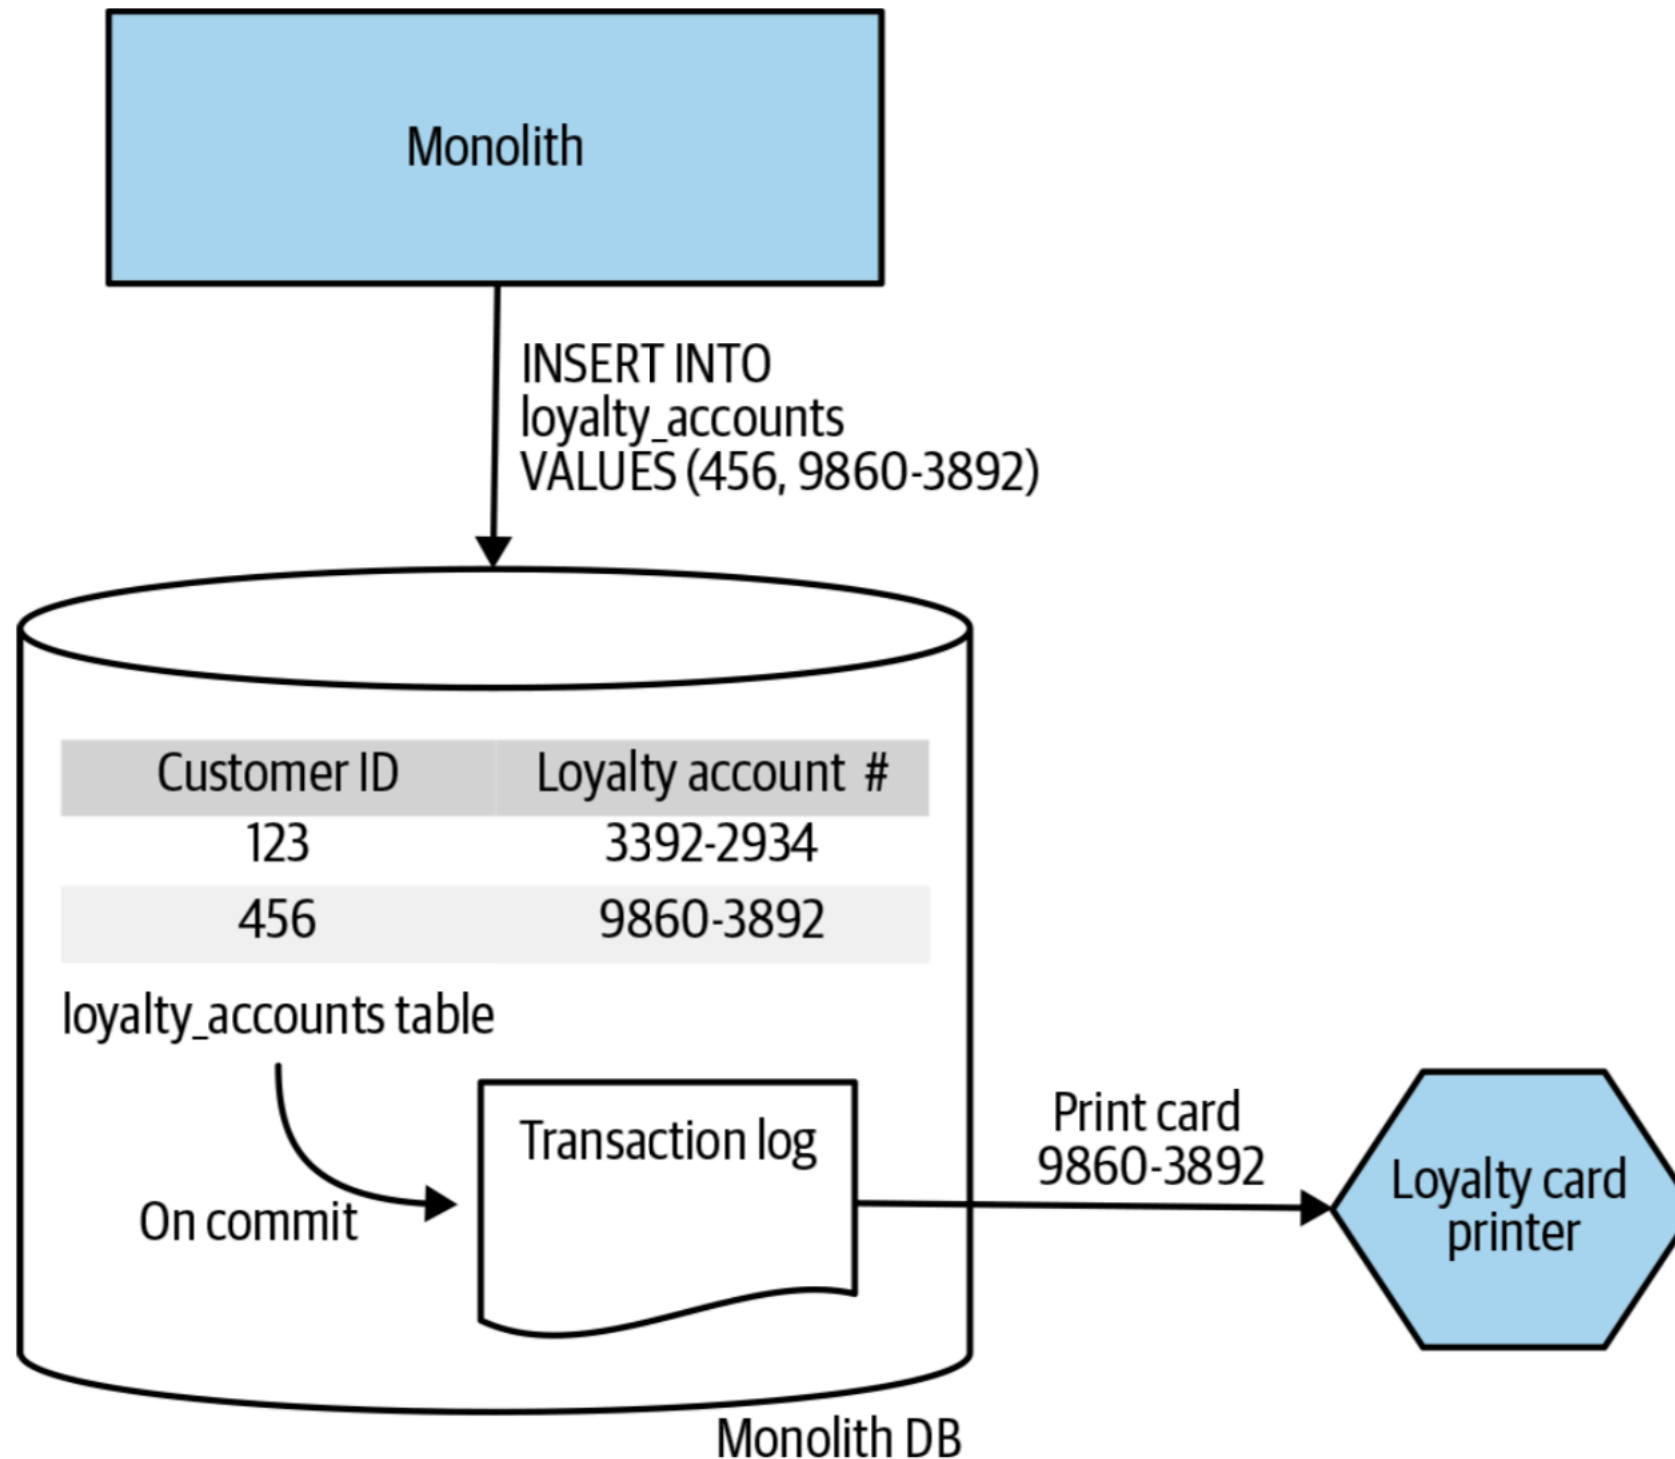 Monolith
INSERT INTO
loyalty_accounts
VALUES (456, 9860-3892)
Customer ID Loyalty account #
123 3392-2934
456 9860-3892
loyalty_accounts table
Transaction log
On commit
Print card
9860-3892
Loyalty card
printer
Monolith DB